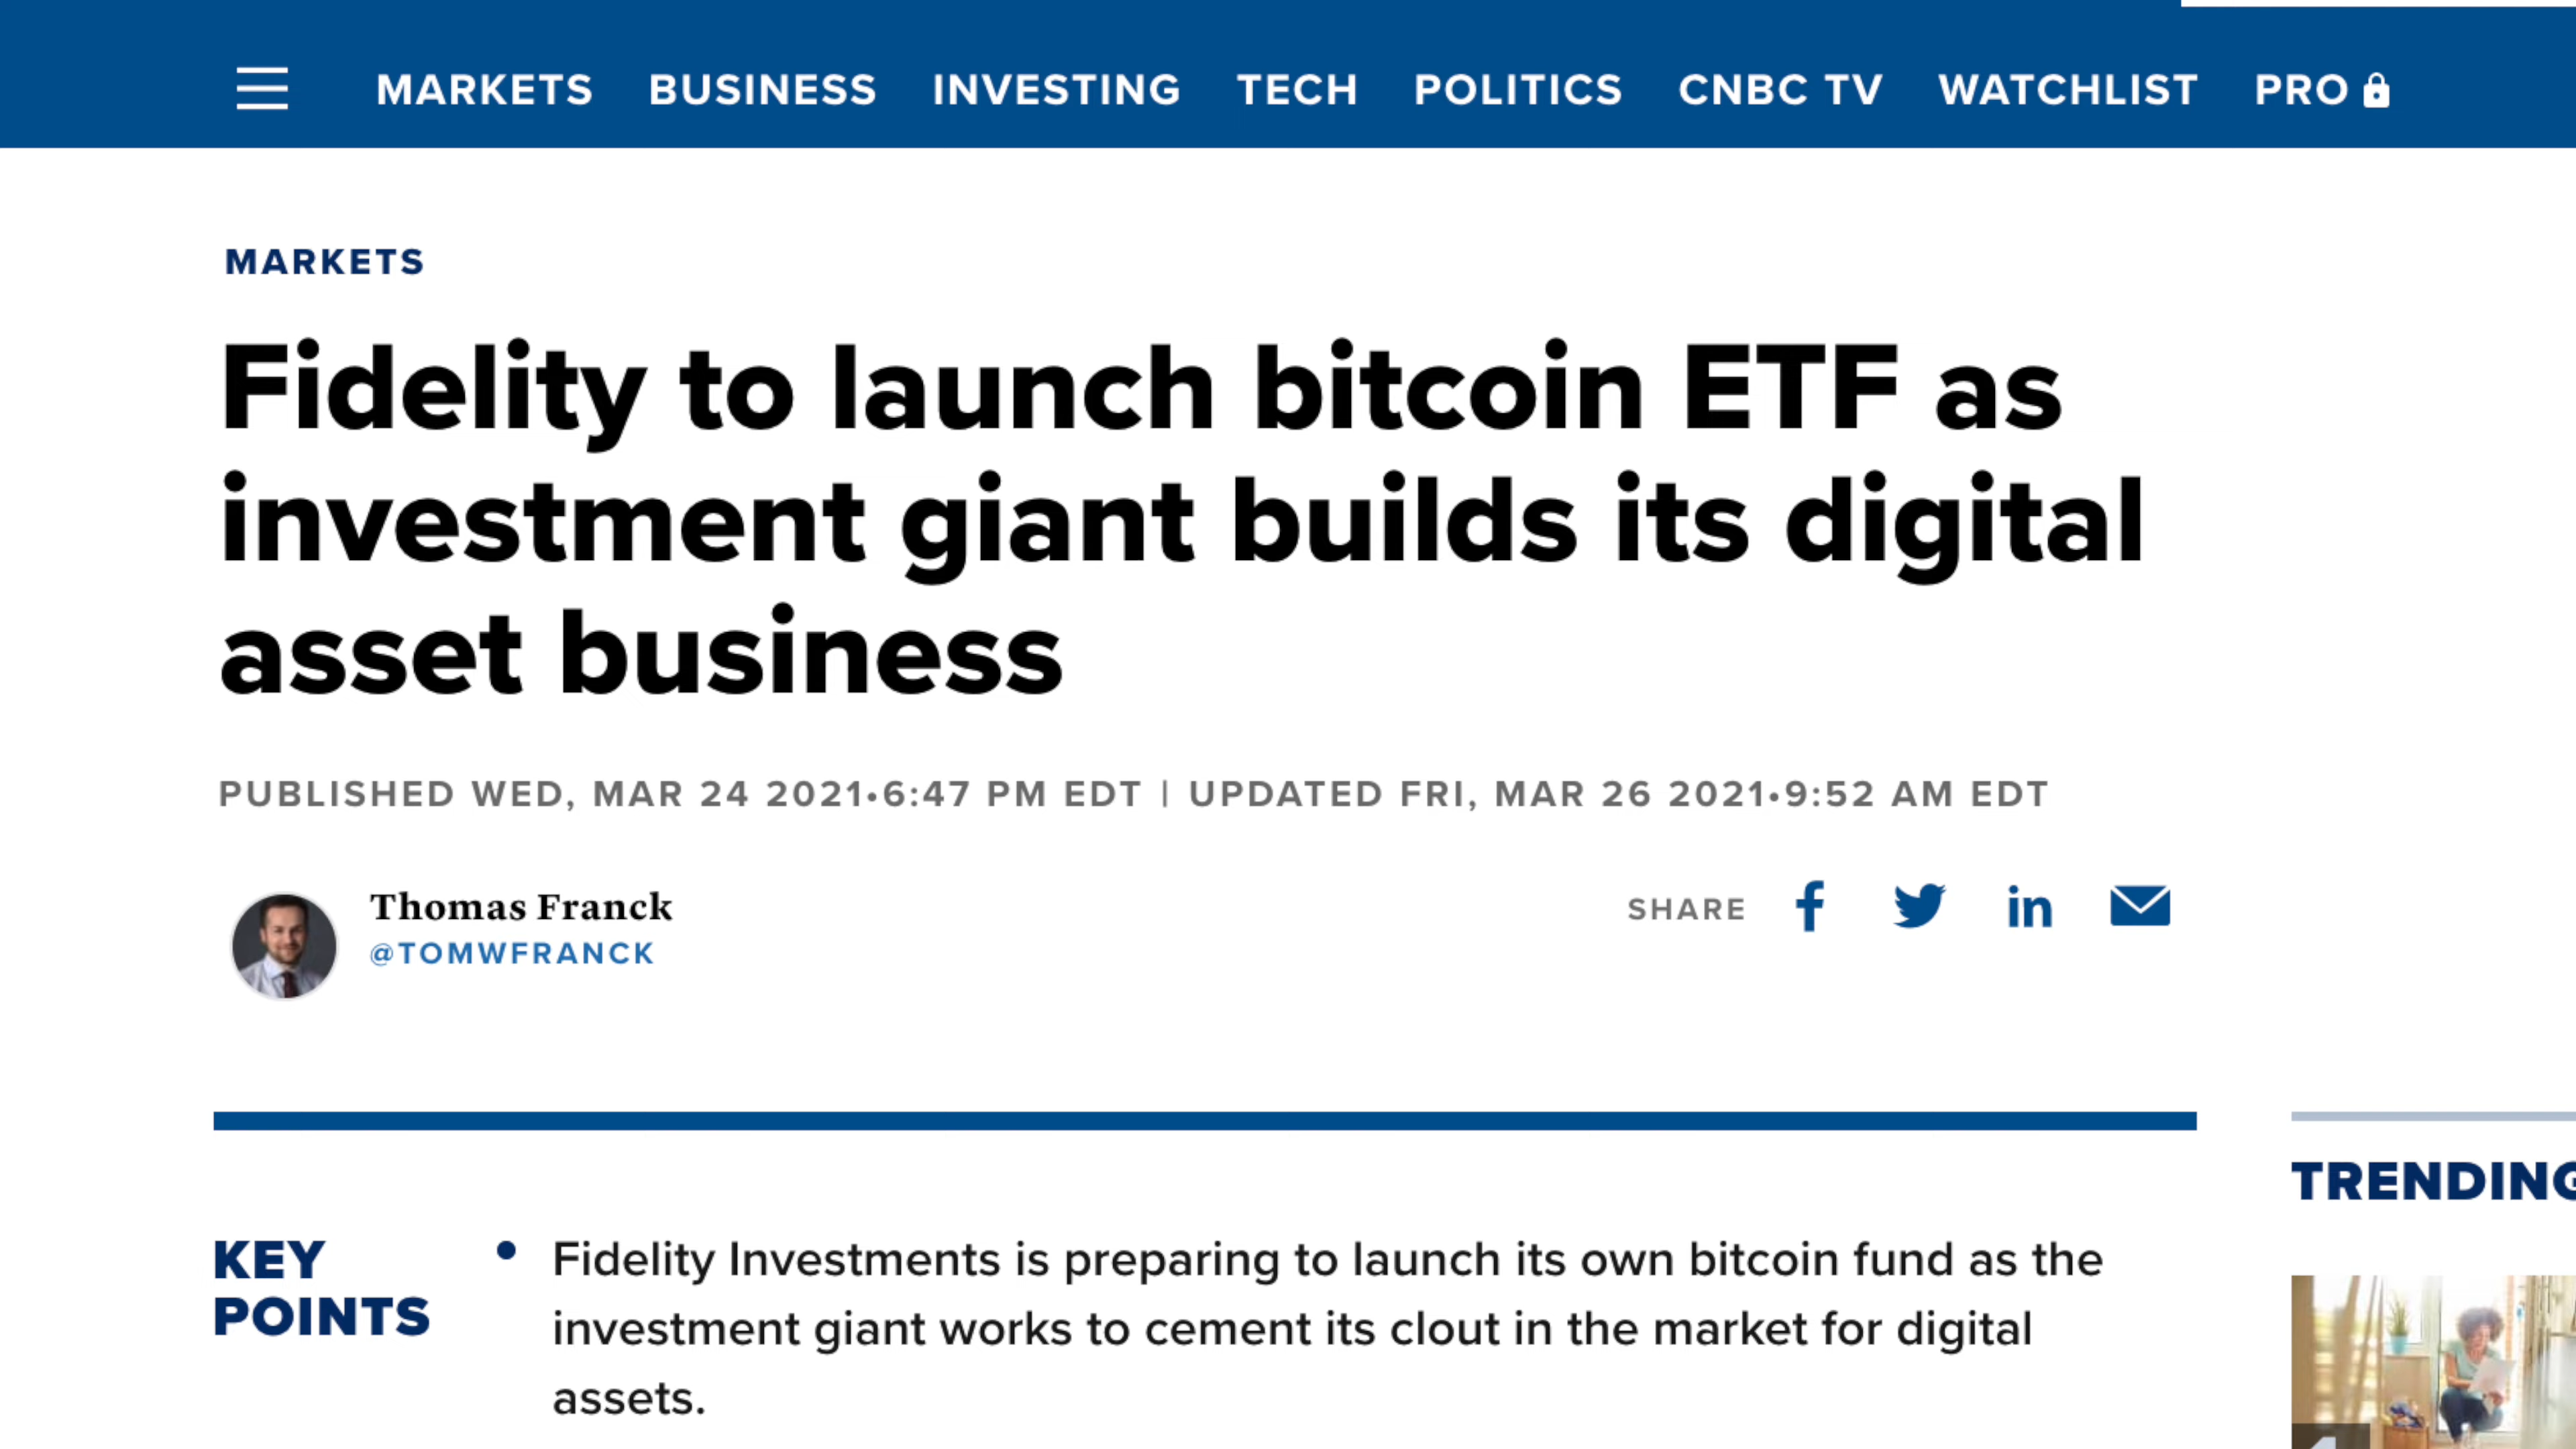 MARKETS BUSINESS INVESTING TECH POLITICS CNBC TV WATCHLIST PRO
MARKETS
Fidelity to launch bitcoin ETF as
investment giant builds its digital
asset business
PUBLISHED WED, MAR 24 2021•6:47 PM EDT | UPDATED FRI, MAR 26 2021•9:52 AM EDT
Thomas Franck
@TOMWFRANCK
SHARE
KEY
POINTS
• Fidelity Investments is preparing to launch its own bitcoin fund as the
investment giant works to cement its clout in the market for digital
assets.
TRENDING